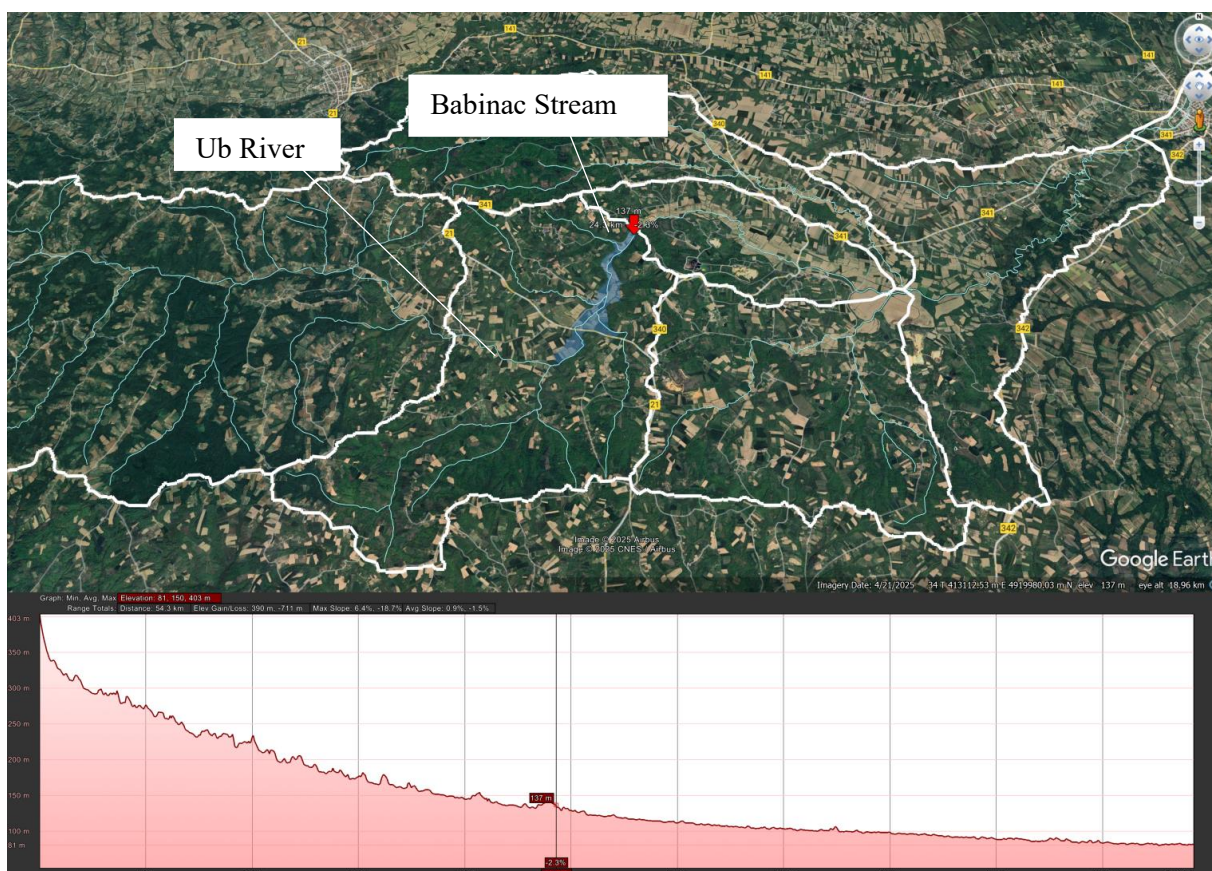 141
21
141
Babinac Stream
141
141
340
21
341
342
Ub River
341
341
137 m
-2.3%
21
341
340
342
21
342
Image © 2025 Airbus
Image © 2025 CNES / Airbus
Google Earth
Imagery Date: 4/21/2025 34 T 413112.53 m E 4919980.03 m N elev 137 m eye alt 18.96 km
Graph: Min, Avg, Max Elevation: 81, 150, 403 m
Range Totals: Distance: 54.3 km Elev Gain/Loss: 390 m, -711 m Max Slope: 6.4%, -18.7% Avg Slope: 0.9%, -1.5%
403 m
350 m
300 m
250 m
200 m
150 m
137 m
100 m
81 m
-2.3%